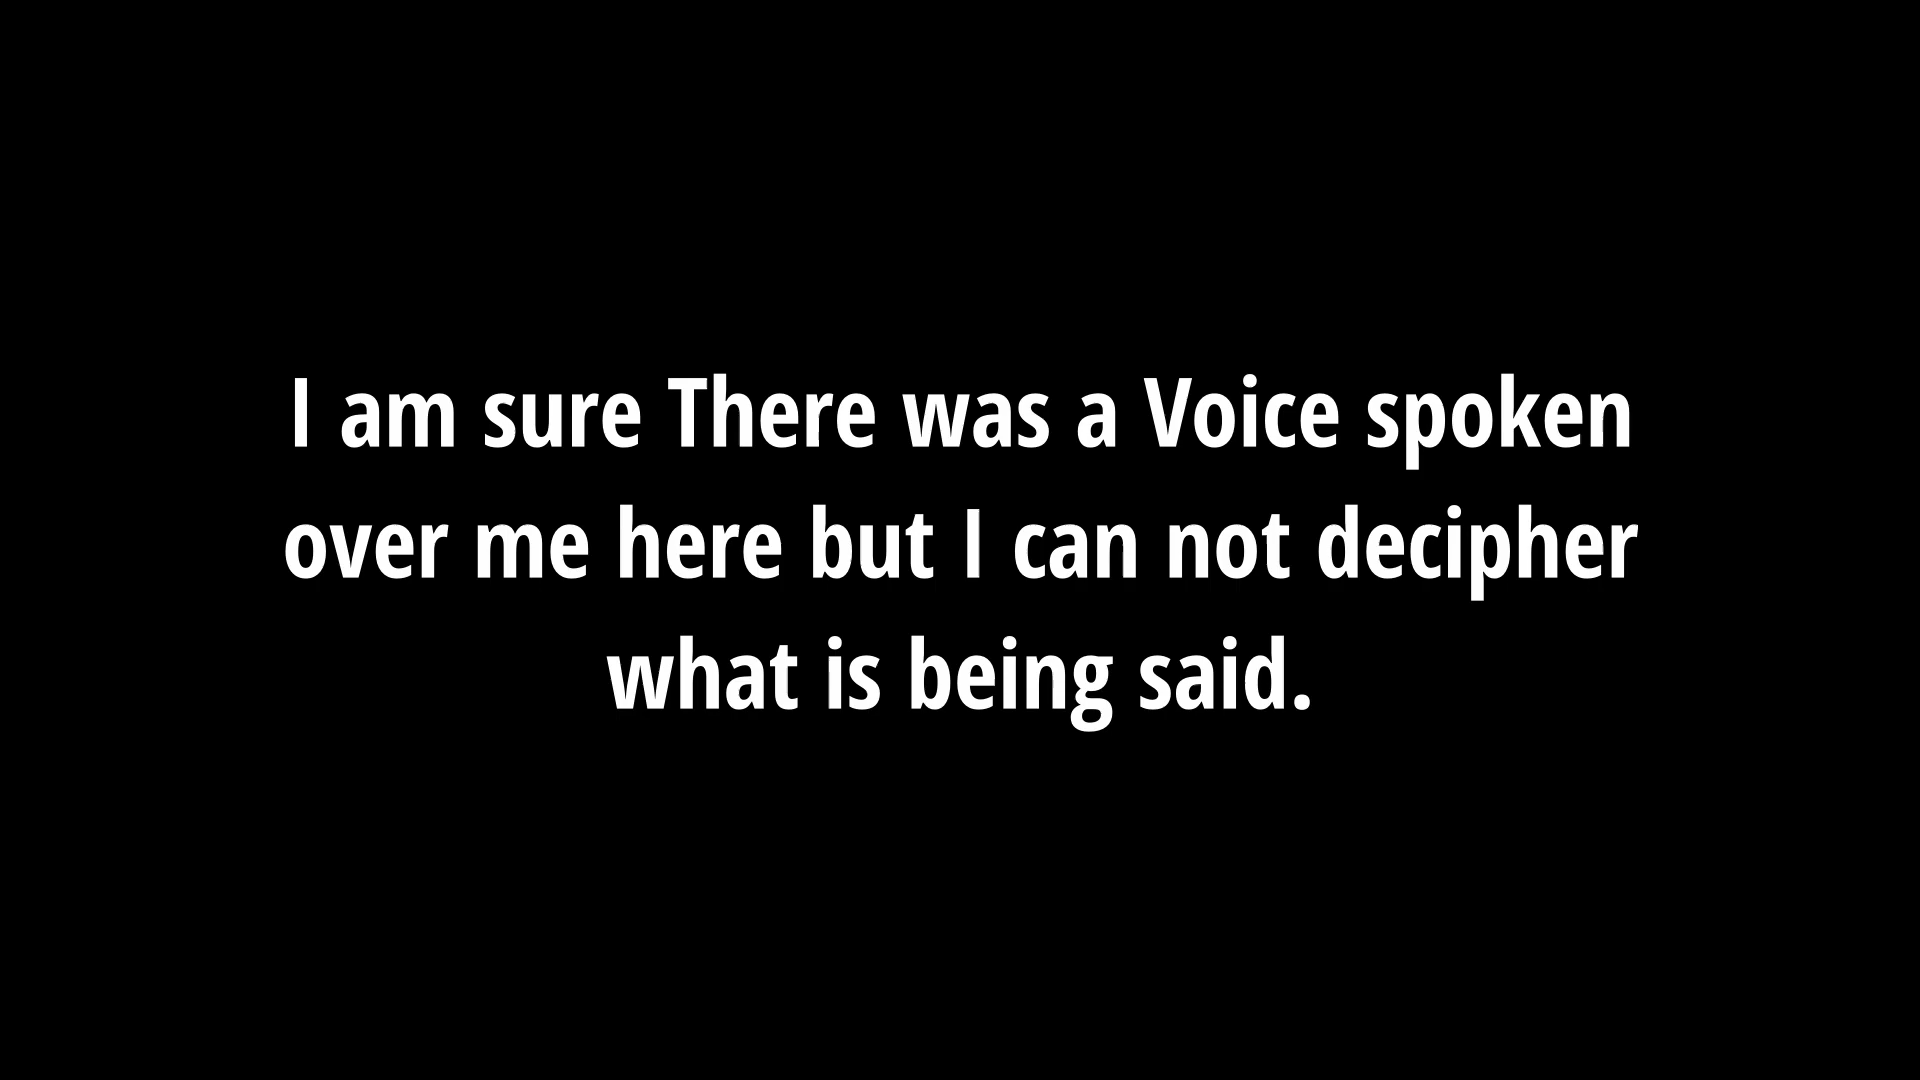 I am sure There was a Voice spoken
over me here but I can not decipher
what is being said.